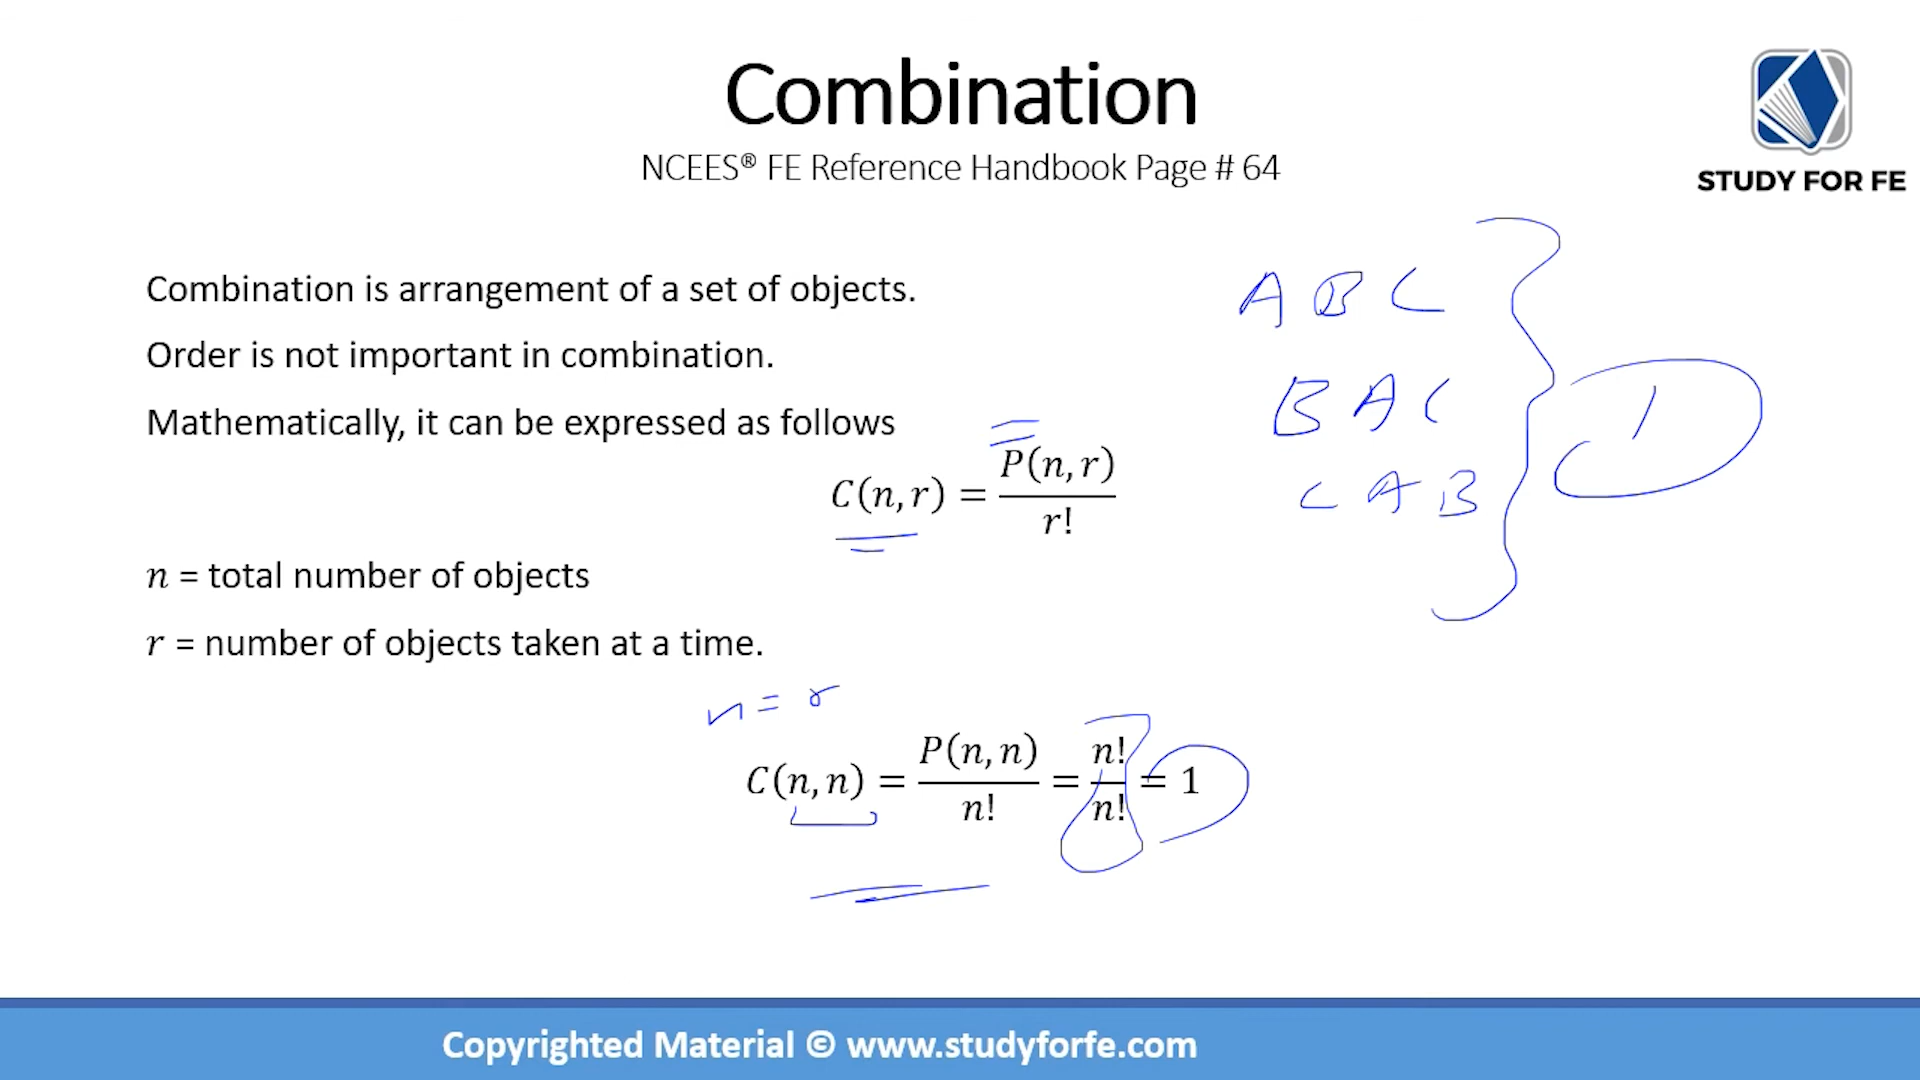 Combination
NCEES® FE Reference Handbook Page # 64
STUDY FOR FE
Combination is arrangement of a set of objects.
Order is not important in combination.
Mathematically, it can be expressed as follows
C(n, r) = P(n, r) / r!
n = total number of objects
r = number of objects taken at a time.
n = r
C(n, n) = P(n, n) / n! = n! / n! = 1
A B C
B A C
C A B
1
Copyrighted Material © www.studyforfe.com